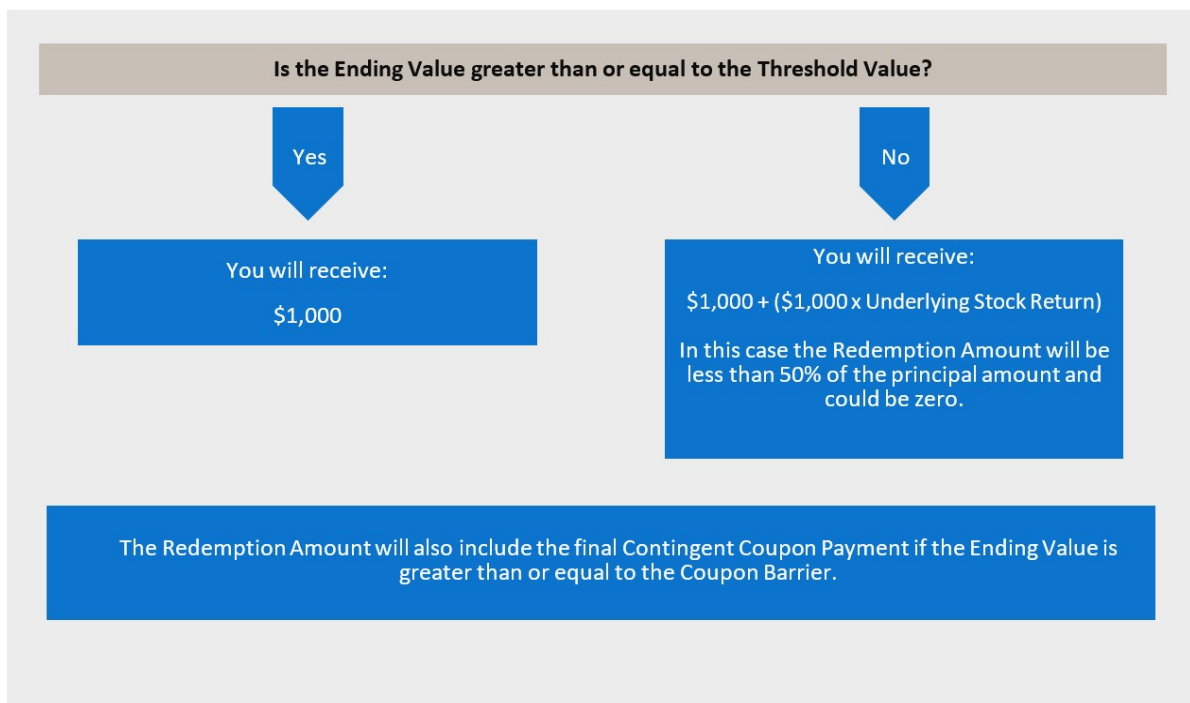 Is the Ending Value greater than or equal to the Threshold Value?
Yes
No
You will receive:
$1,000
You will receive:
$1,000 + ($1,000 x Underlying Stock Return)
In this case the Redemption Amount will be
less than 50% of the principal amount and
could be zero.
The Redemption Amount will also include the final Contingent Coupon Payment if the Ending Value is
greater than or equal to the Coupon Barrier.